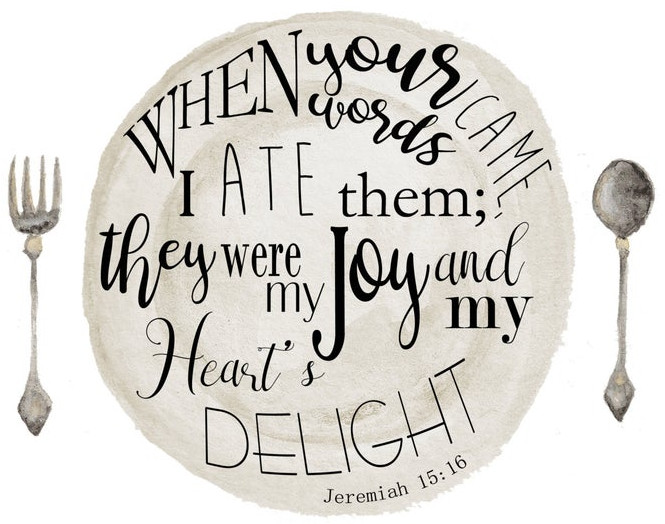 WHEN your words CAME,
I ATE them;
they were my Joy and my
Heart's
DELIGHT
Jeremiah 15:16